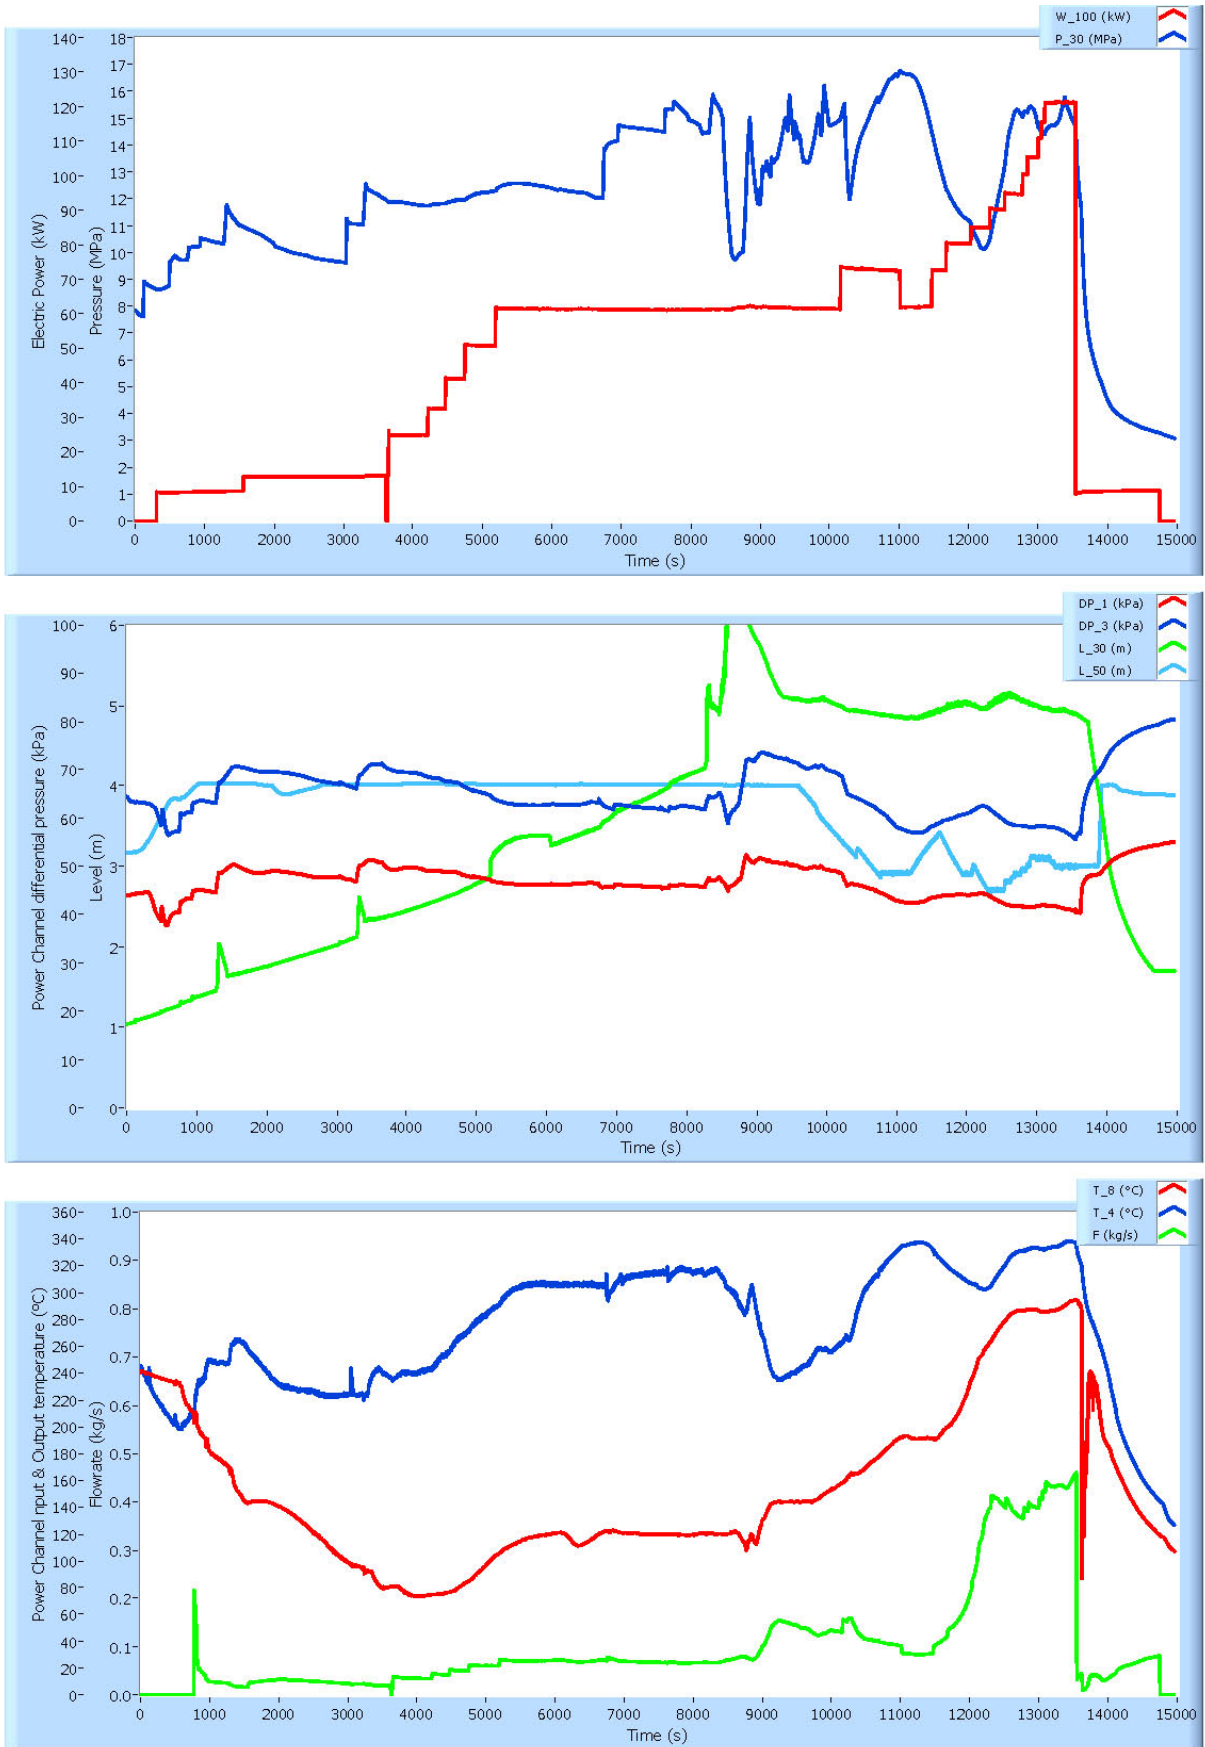 W_100 (kW)
P_30 (MPa)
Electric Power (kW)
Pressure (MPa)
140- 130- 120- 110- 100- 90- 80- 70- 60- 50- 40- 30- 20- 10- 0-
18- 17- 16- 15- 14- 13- 12- 11- 10- 9- 8- 7- 6- 5- 4- 3- 2- 1- 0-
0 1000 2000 3000 4000 5000 6000 7000 8000 9000 10000 11000 12000 13000 14000 15000
Time (s)
DP_1 (kPa)
DP_3 (kPa)
L_30 (m)
L_50 (m)
Power Channel differential pressure (kPa)
Level (m)
100- 90- 80- 70- 60- 50- 40- 30- 20- 10- 0-
6- 5- 4- 3- 2- 1- 0-
0 1000 2000 3000 4000 5000 6000 7000 8000 9000 10000 11000 12000 13000 14000 15000
Time (s)
T_8 (°C)
T_4 (°C)
F (kg/s)
Power Channel nput & Output temperature (°C)
Flowrate (kg/s)
360- 340- 320- 300- 280- 260- 240- 220- 200- 180- 160- 140- 120- 100- 80- 60- 40- 20- 0-
1.0- 0.9- 0.8- 0.7- 0.6- 0.5- 0.4- 0.3- 0.2- 0.1- 0.0-
0 1000 2000 3000 4000 5000 6000 7000 8000 9000 10000 11000 12000 13000 14000 15000
Time (s)